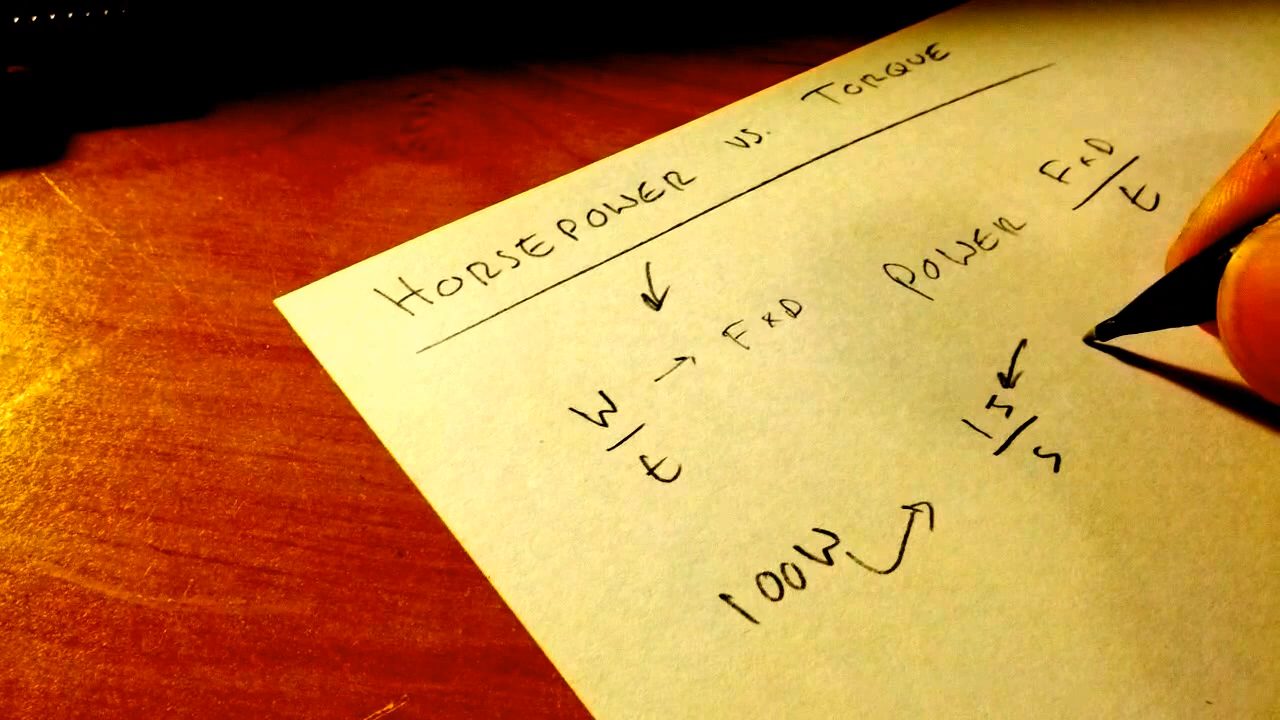 HORSEPOWER VS. TORQUE
W → F x D
t
POWER F x D
t
1J
s
100W